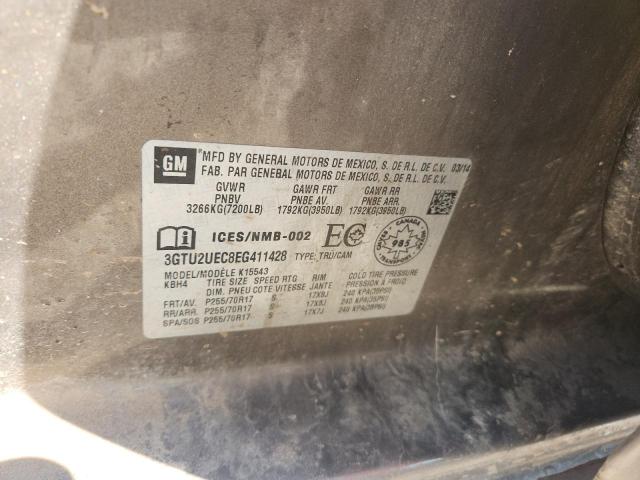 GM
*MFD BY GENERAL MOTORS DE MEXICO, S. DE R.L. DE C.V. 03/14
FAB. PAR GENERAL MOTORS DE MEXICO, S. DE R.L. DE C.V.
GVWR GAWR FRT GAWR RR
PNBV PNBE AV. PNBE ARR.
3266KG(7200LB) 1792KG(3950LB) 1792KG(3950LB)
ICES/NMB-002 EC
CANADA
985
3GTU2UEC8EG411428 TYPE: TRU/CAM
MODEL/MODÈLE K15543
KBH4 TIRE SIZE SPEED RTG RIM COLD TIRE PRESSURE
DIM. PNEU COTE VITESSE JANTE PRESSION À FROID
FRT/AV. P255/70R17 S 17X8J 240 KPA(35PSI)
RR/ARR. P255/70R17 S 17X8J 240 KPA(35PSI)
SPA/SOS P255/70R17 S 17X7J 240 KPA(35PSI)